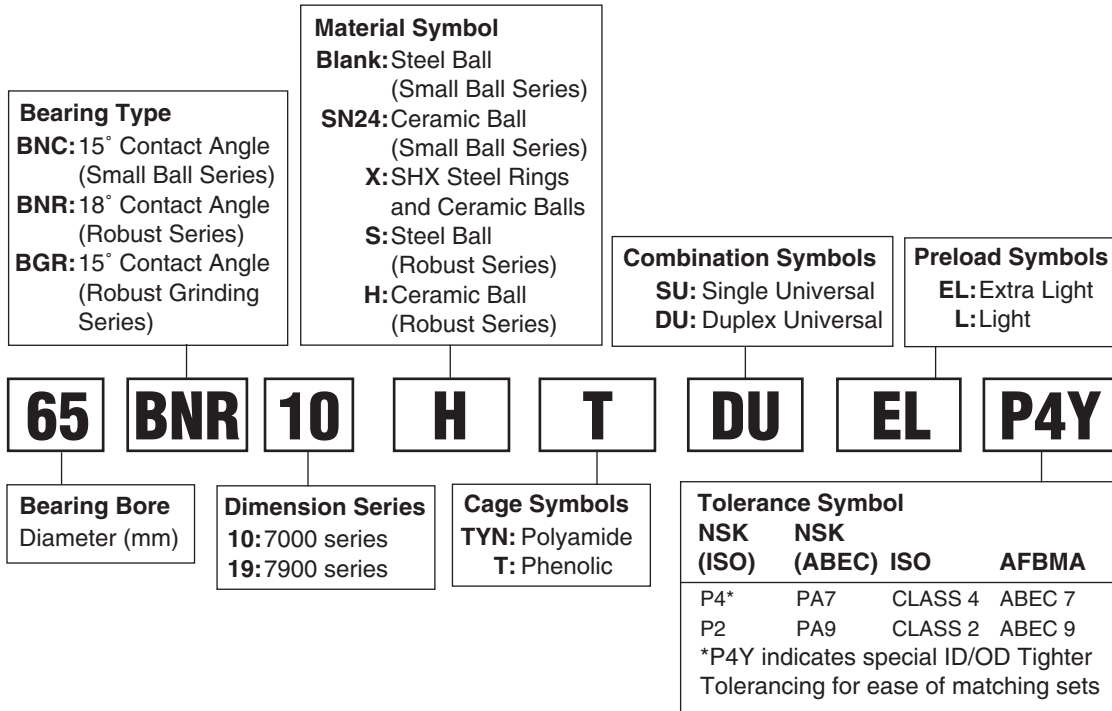 Material Symbol
Blank: Steel Ball
(Small Ball Series)
SN24: Ceramic Ball
(Small Ball Series)
X: SHX Steel Rings
and Ceramic Balls
S: Steel Ball
(Robust Series)
H: Ceramic Ball
(Robust Series)
Bearing Type
BNC: 15° Contact Angle
(Small Ball Series)
BNR: 18° Contact Angle
(Robust Series)
BGR: 15° Contact Angle
(Robust Grinding
Series)
Combination Symbols
SU: Single Universal
DU: Duplex Universal
Preload Symbols
EL: Extra Light
L: Light
65 BNR 10 H T DU EL P4Y
Bearing Bore
Diameter (mm)
Dimension Series
10: 7000 series
19: 7900 series
Cage Symbols
TYN: Polyamide
T: Phenolic
Tolerance Symbol
NSK NSK
(ISO) (ABEC) ISO AFBMA
P4* PA7 CLASS 4 ABEC 7
P2 PA9 CLASS 2 ABEC 9
*P4Y indicates special ID/OD Tighter
Tolerancing for ease of matching sets